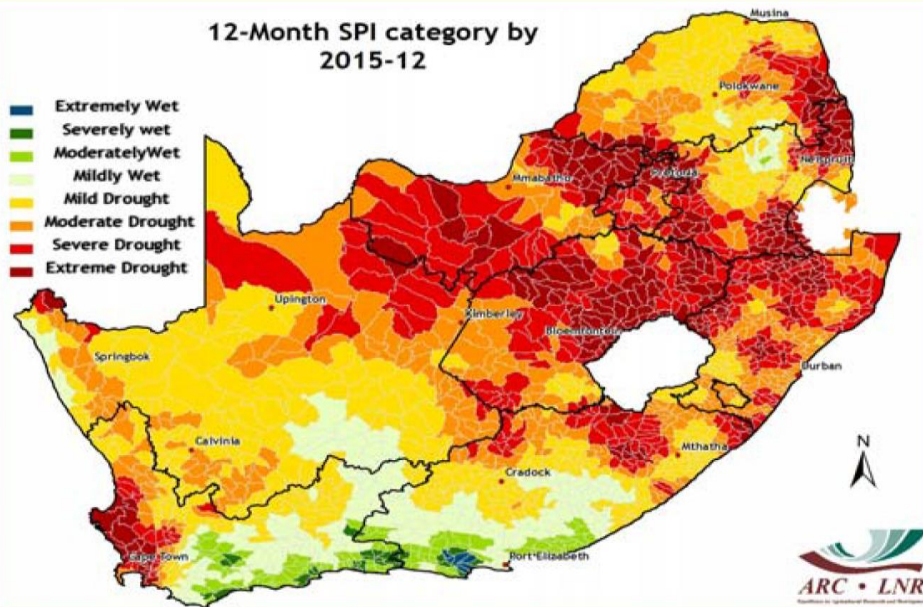 12-Month SPI category by
2015-12
Extremely Wet
Severely wet
ModeratelyWet
Mildly Wet
Mild Drought
Moderate Drought
Severe Drought
Extreme Drought
Musina
Polokwane
Nelspruit
Pretoria
Mmabatho
Upington
Kimberley
Bloemfontein
Springbok
Durban
Calvinia
Mthatha
Cradock
Cape Town
Port Elizabeth
N
ARC • LNR